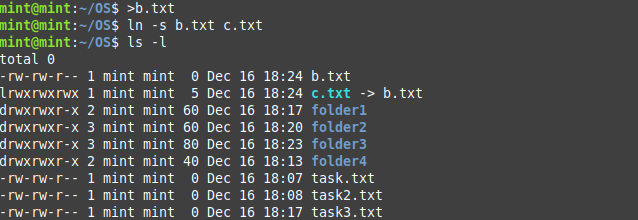 mint@mint:~/OS$ >b.txt
mint@mint:~/OS$ ln -s b.txt c.txt
mint@mint:~/OS$ ls -l
total 0
-rw-rw-r-- 1 mint mint  0 Dec 16 18:24 b.txt
lrwxrwxrwx 1 mint mint  5 Dec 16 18:24 c.txt -> b.txt
drwxrwxr-x 2 mint mint 60 Dec 16 18:17 folder1
drwxrwxr-x 3 mint mint 60 Dec 16 18:20 folder2
drwxrwxr-x 3 mint mint 80 Dec 16 18:23 folder3
drwxrwxr-x 2 mint mint 40 Dec 16 18:13 folder4
-rw-rw-r-- 1 mint mint  0 Dec 16 18:07 task.txt
-rw-rw-r-- 1 mint mint  0 Dec 16 18:08 task2.txt
-rw-rw-r-- 1 mint mint  0 Dec 16 18:17 task3.txt